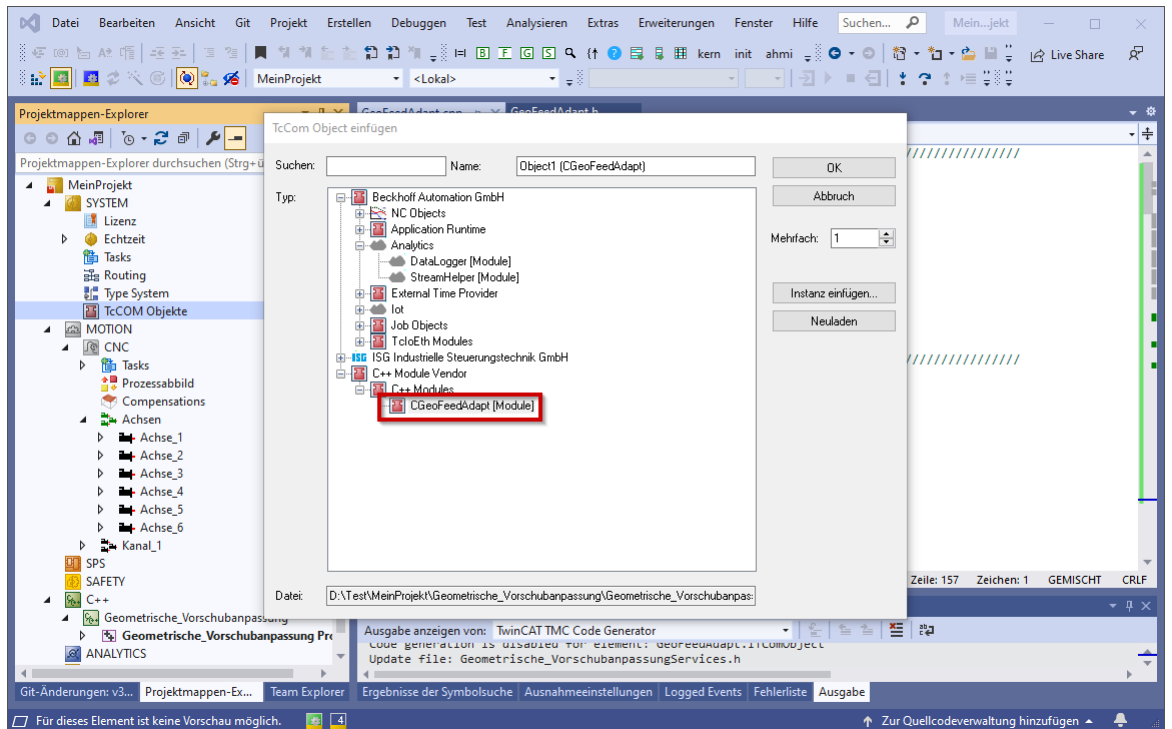 Datei Bearbeiten Ansicht Git Projekt Erstellen Debuggen Test Analysieren Extras Erweiterungen Fenster Hilfe Suchen... Mein...jekt
kern init ahmi Live Share
MeinProjekt <Lokal>
Projektmappen-Explorer
GeoFeedAdapt.cpp GeoFeedAdapt.h
TcCom Object einfügen
Projektmappen-Explorer durchsuchen (Strg+ü
Suchen: Name: Object1 (CGeoFeedAdapt) OK
Typ: Abbruch
Mehrfach: 1
Instanz einfügen...
Neuladen
Beckhoff Automation GmbH
NC Objects
Application Runtime
Analytics
DataLogger [Module]
StreamHelper [Module]
External Time Provider
Iot
Job Objects
TcIoEth Modules
ISG ISG Industrielle Steuerungstechnik GmbH
C++ Module Vendor
C++ Modules
CGeoFeedAdapt [Module]
Datei: D:\Test\MeinProjekt\Geometrische_Vorschubanpassung\Geometrische_Vorschubanpas
MeinProjekt
SYSTEM
Lizenz
Echtzeit
Tasks
Routing
Type System
TcCOM Objekte
MOTION
CNC
Tasks
Prozessabbild
Compensations
Achsen
Achse_1
Achse_2
Achse_3
Achse_4
Achse_5
Achse_6
Kanal_1
SPS
SAFETY
C++
Geometrische_Vorschubanpassung
Geometrische_Vorschubanpassung Pr
ANALYTICS
////////////////
////////////////
Zeile: 157 Zeichen: 1 GEMISCHT CRLF
Ausgabe anzeigen von: TwinCAT TMC Code Generator
Code generation is disabled for element: GeoFeedAdapt.ITComObject
Update file: Geometrische_VorschubanpassungServices.h
Git-Änderungen: v3... Projektmappen-Ex... Team Explorer Ergebnisse der Symbolsuche Ausnahmeeinstellungen Logged Events Fehlerliste Ausgabe
Für dieses Element ist keine Vorschau möglich. 4 Zur Quellcodeverwaltung hinzufügen